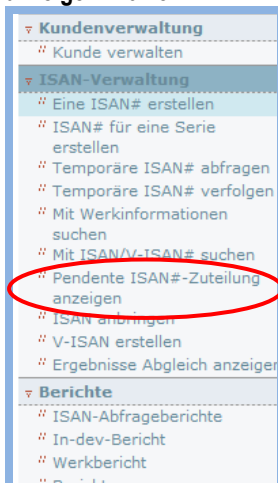 Kundenverwaltung
Kunde verwalten
ISAN-Verwaltung
Eine ISAN# erstellen
ISAN# für eine Serie
erstellen
Temporäre ISAN# abfragen
Temporäre ISAN# verfolgen
Mit Werkinformationen
suchen
Mit ISAN/V-ISAN# suchen
Pendente ISAN#-Zuteilung
anzeigen
ISAN anbringen
V-ISAN erstellen
Ergebnisse Abgleich anzeigen
Berichte
ISAN-Abfrageberichte
In-dev-Bericht
Werkbericht